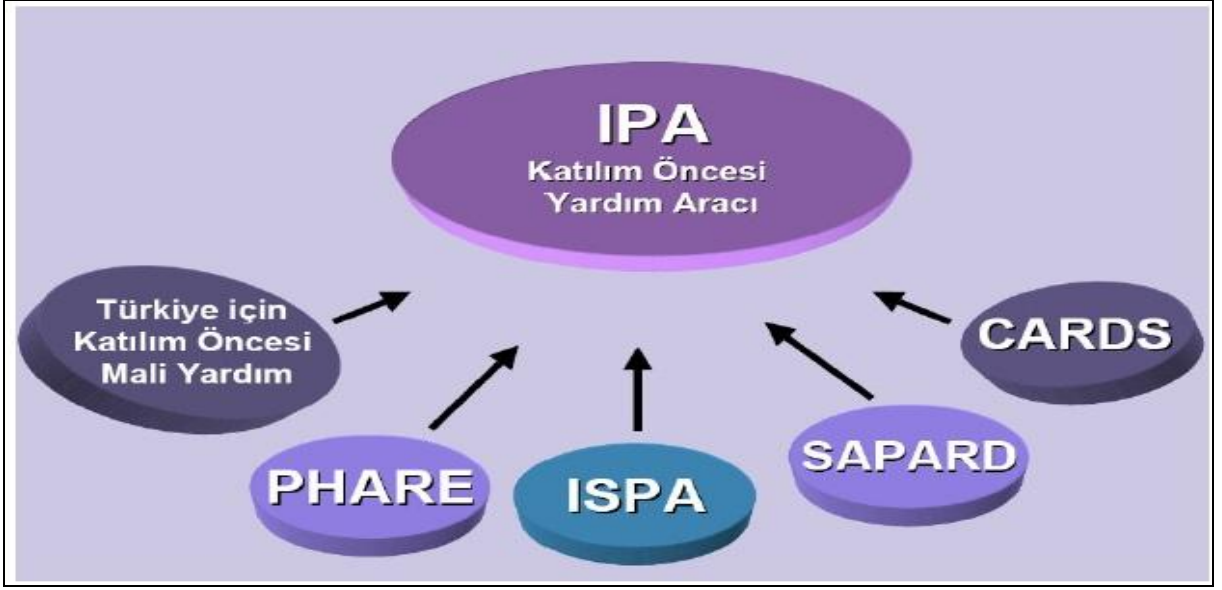 IPA
Katılım Öncesi
Yardım Aracı
Türkiye için
Katılım Öncesi
Mali Yardım
PHARE
ISPA
SAPARD
CARDS